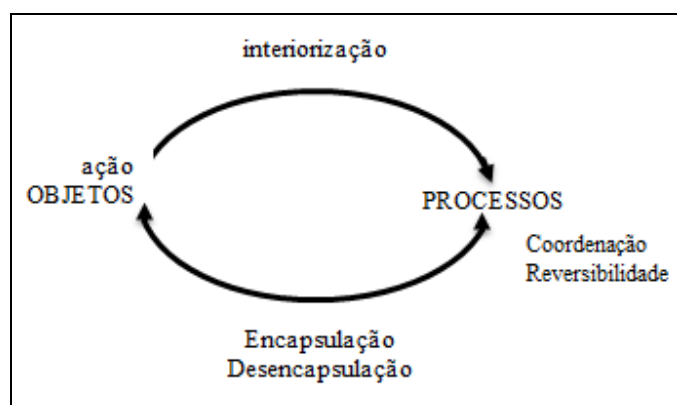 interiorização
ação
OBJETOS
PROCESSOS
Coordenação
Reversibilidade
Encapsulação
Desencapsulação